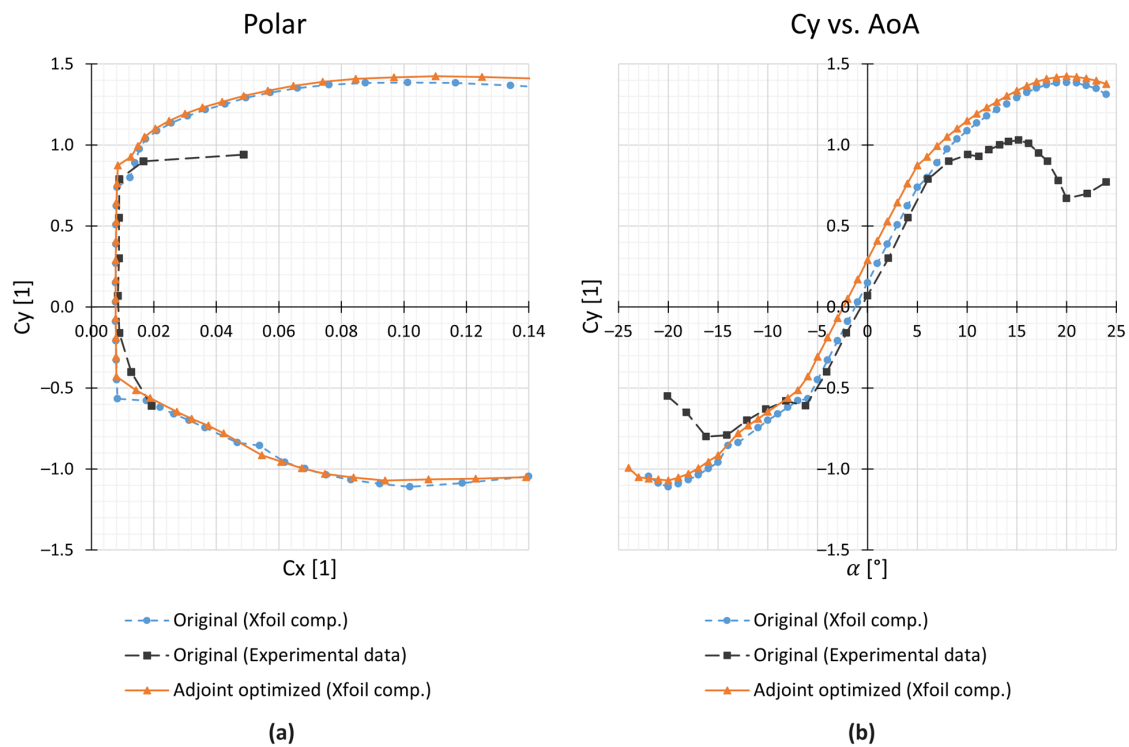 Polar
1.5
1.0
0.5
0.0
−0.5
−1.0
−1.5
0.00 0.02 0.04 0.06 0.08 0.10 0.12 0.14
Cy [1]
Cx [1]
Original (Xfoil comp.)
Original (Experimental data)
Adjoint optimized (Xfoil comp.)
(a)
Cy vs. AoA
1.5
1.0
0.5
0.0
−0.5
−1.0
−1.5
−25 −20 −15 −10 −5 0 5 10 15 20 25
Cy [1]
α [°]
Original (Xfoil comp.)
Original (Experimental data)
Adjoint optimized (Xfoil comp.)
(b)